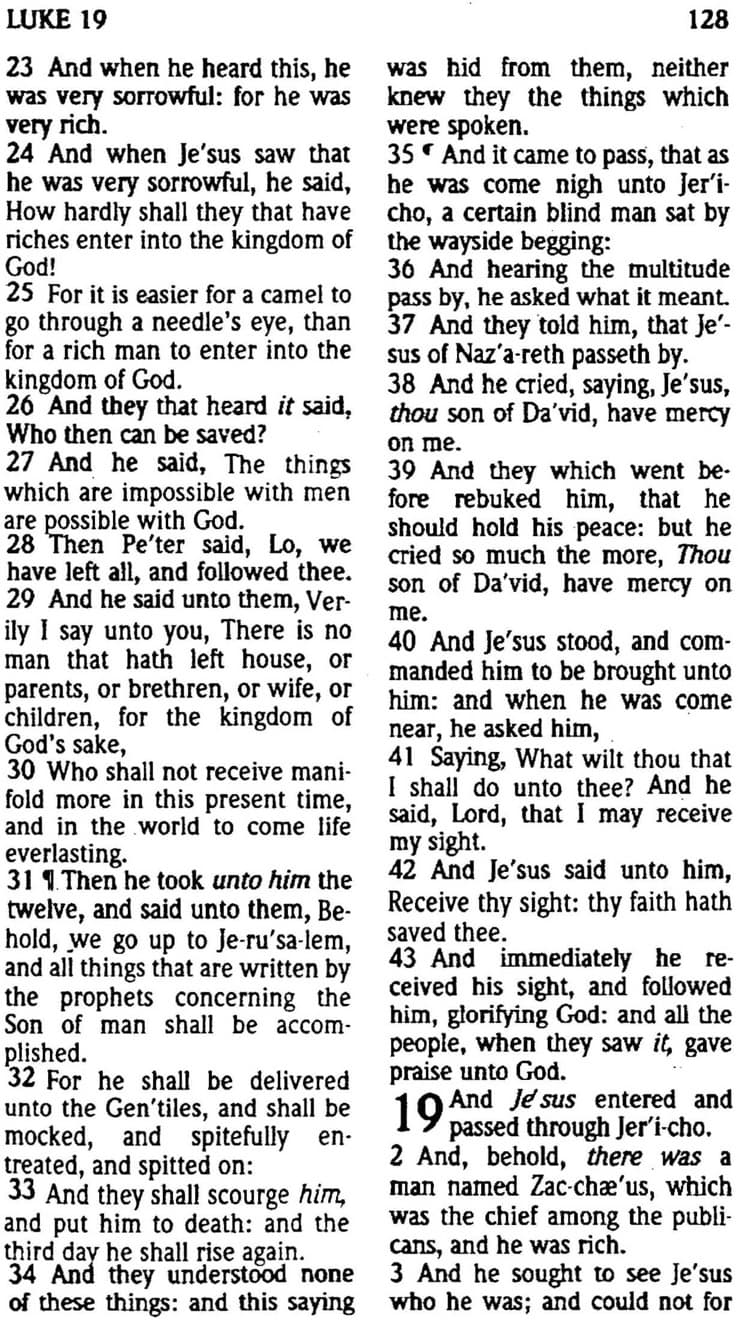 LUKE 19
128
23 And when he heard this, he
was very sorrowful: for he was
very rich.
24 And when Je'sus saw that
he was very sorrowful, he said,
How hardly shall they that have
riches enter into the kingdom of
God!
25 For it is easier for a camel to
go through a needle's eye, than
for a rich man to enter into the
kingdom of God.
26 And they that heard it said,
Who then can be saved?
27 And he said, The things
which are impossible with men
are possible with God.
28 Then Pe'ter said, Lo, we
have left all, and followed thee.
29 And he said unto them, Ver-
ily I say unto you, There is no
man that hath left house, or
parents, or brethren, or wife, or
children, for the kingdom of
God's sake,
30 Who shall not receive mani-
fold more in this present time,
and in the world to come life
everlasting.
31 ¶ Then he took unto him the
twelve, and said unto them, Be-
hold, we go up to Je-ru'sa-lem,
and all things that are written by
the prophets concerning the
Son of man shall be accom-
plished.
32 For he shall be delivered
unto the Gen'tiles, and shall be
mocked, and spitefully en-
treated, and spitted on:
33 And they shall scourge him,
and put him to death: and the
third day he shall rise again.
34 And they understood none
of these things: and this saying
was hid from them, neither
knew they the things which
were spoken.
35 ¶ And it came to pass, that as
he was come nigh unto Jer'i-
cho, a certain blind man sat by
the wayside begging:
36 And hearing the multitude
pass by, he asked what it meant.
37 And they told him, that Je'-
sus of Naz'a-reth passeth by.
38 And he cried, saying, Je'sus,
thou son of Da'vid, have mercy
on me.
39 And they which went be-
fore rebuked him, that he
should hold his peace: but he
cried so much the more, Thou
son of Da'vid, have mercy on
me.
40 And Je'sus stood, and com-
manded him to be brought unto
him: and when he was come
near, he asked him,
41 Saying, What wilt thou that
I shall do unto thee? And he
said, Lord, that I may receive
my sight.
42 And Je'sus said unto him,
Receive thy sight: thy faith hath
saved thee.
43 And immediately he re-
ceived his sight, and followed
him, glorifying God: and all the
people, when they saw it, gave
praise unto God.
19 And Je'sus entered and
passed through Jer'i-cho.
2 And, behold, there was a
man named Zac-chæ'us, which
was the chief among the publi-
cans, and he was rich.
3 And he sought to see Je'sus
who he was; and could not for